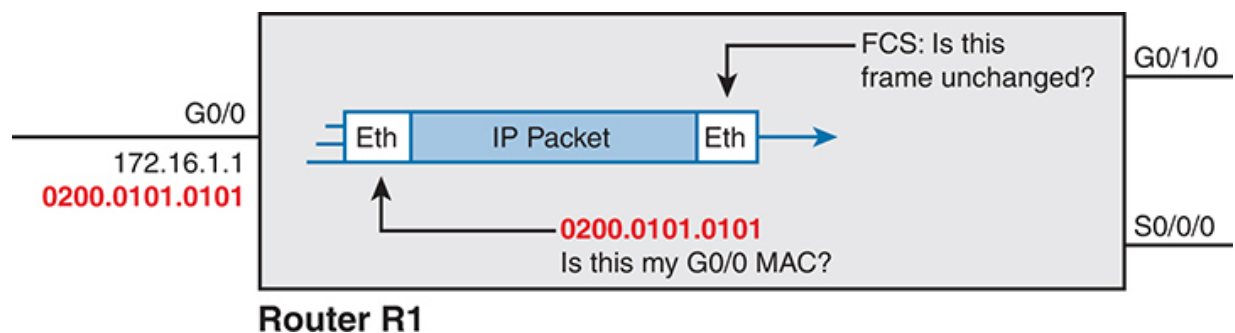 FCS: Is this
frame unchanged?
G0/1/0
G0/0
Eth
IP Packet
Eth
172.16.1.1
0200.0101.0101
0200.0101.0101
Is this my G0/0 MAC?
S0/0/0
Router R1